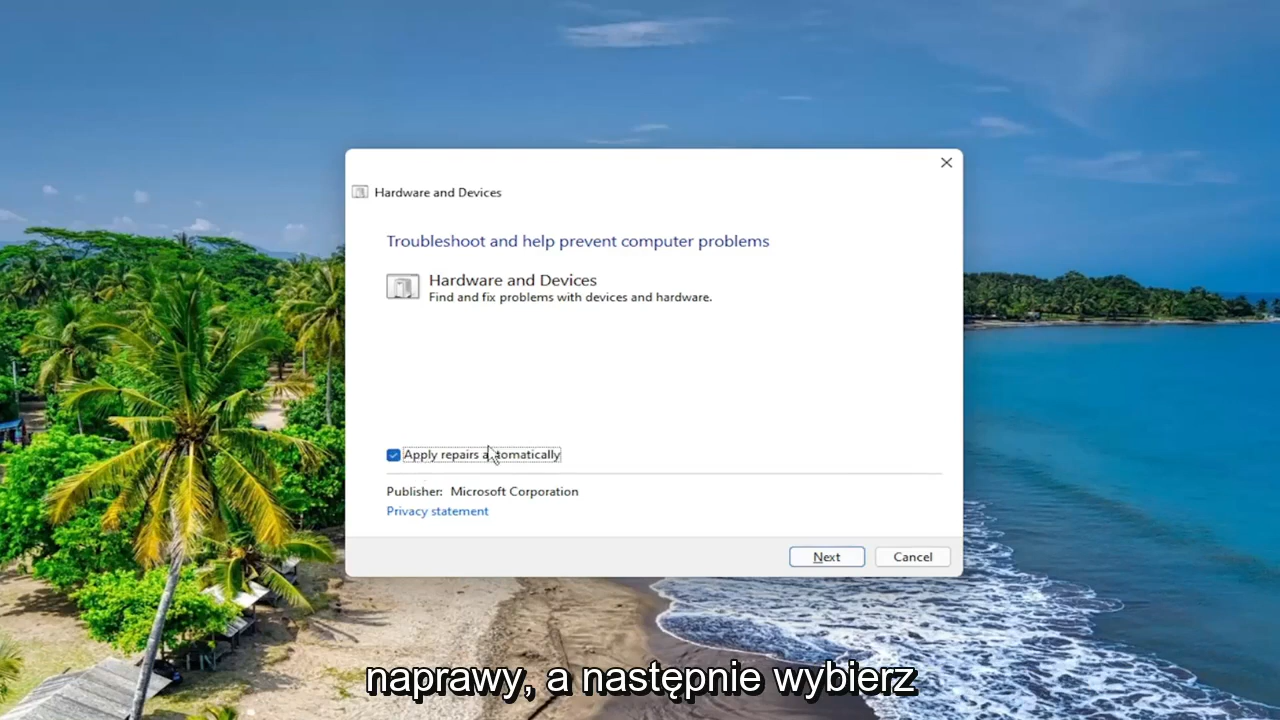 Hardware and Devices
Troubleshoot and help prevent computer problems
Hardware and Devices
Find and fix problems with devices and hardware.
Apply repairs automatically
Publisher: Microsoft Corporation
Privacy statement
Next Cancel
naprawy, a następnie wybierz